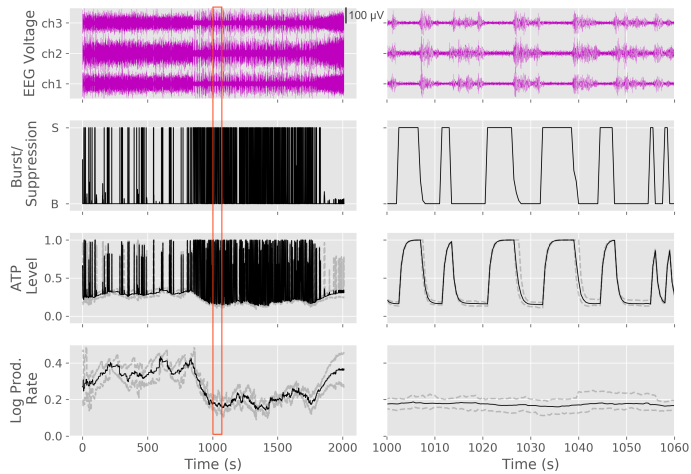 EEG Voltage
ch3
ch2
ch1
100 μV
Burst/
Suppression
S
B
ATP
Level
1.0
0.5
0.0
Log Prod.
Rate
0.4
0.2
0.0
0 500 1000 1500 2000
Time (s)
1000 1010 1020 1030 1040 1050 1060
Time (s)